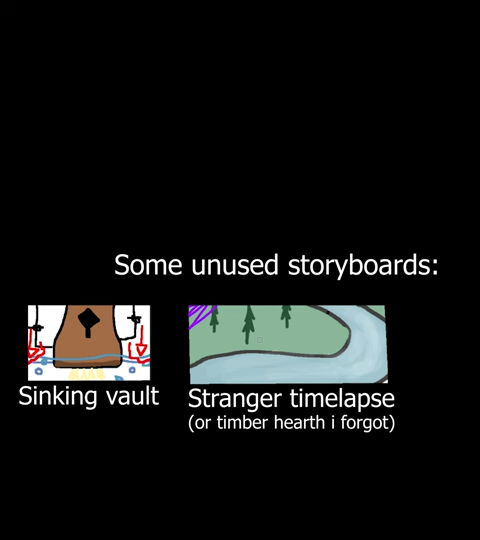 Some unused storyboards:
Sinking vault
Stranger timelapse
(or timber hearth i forgot)